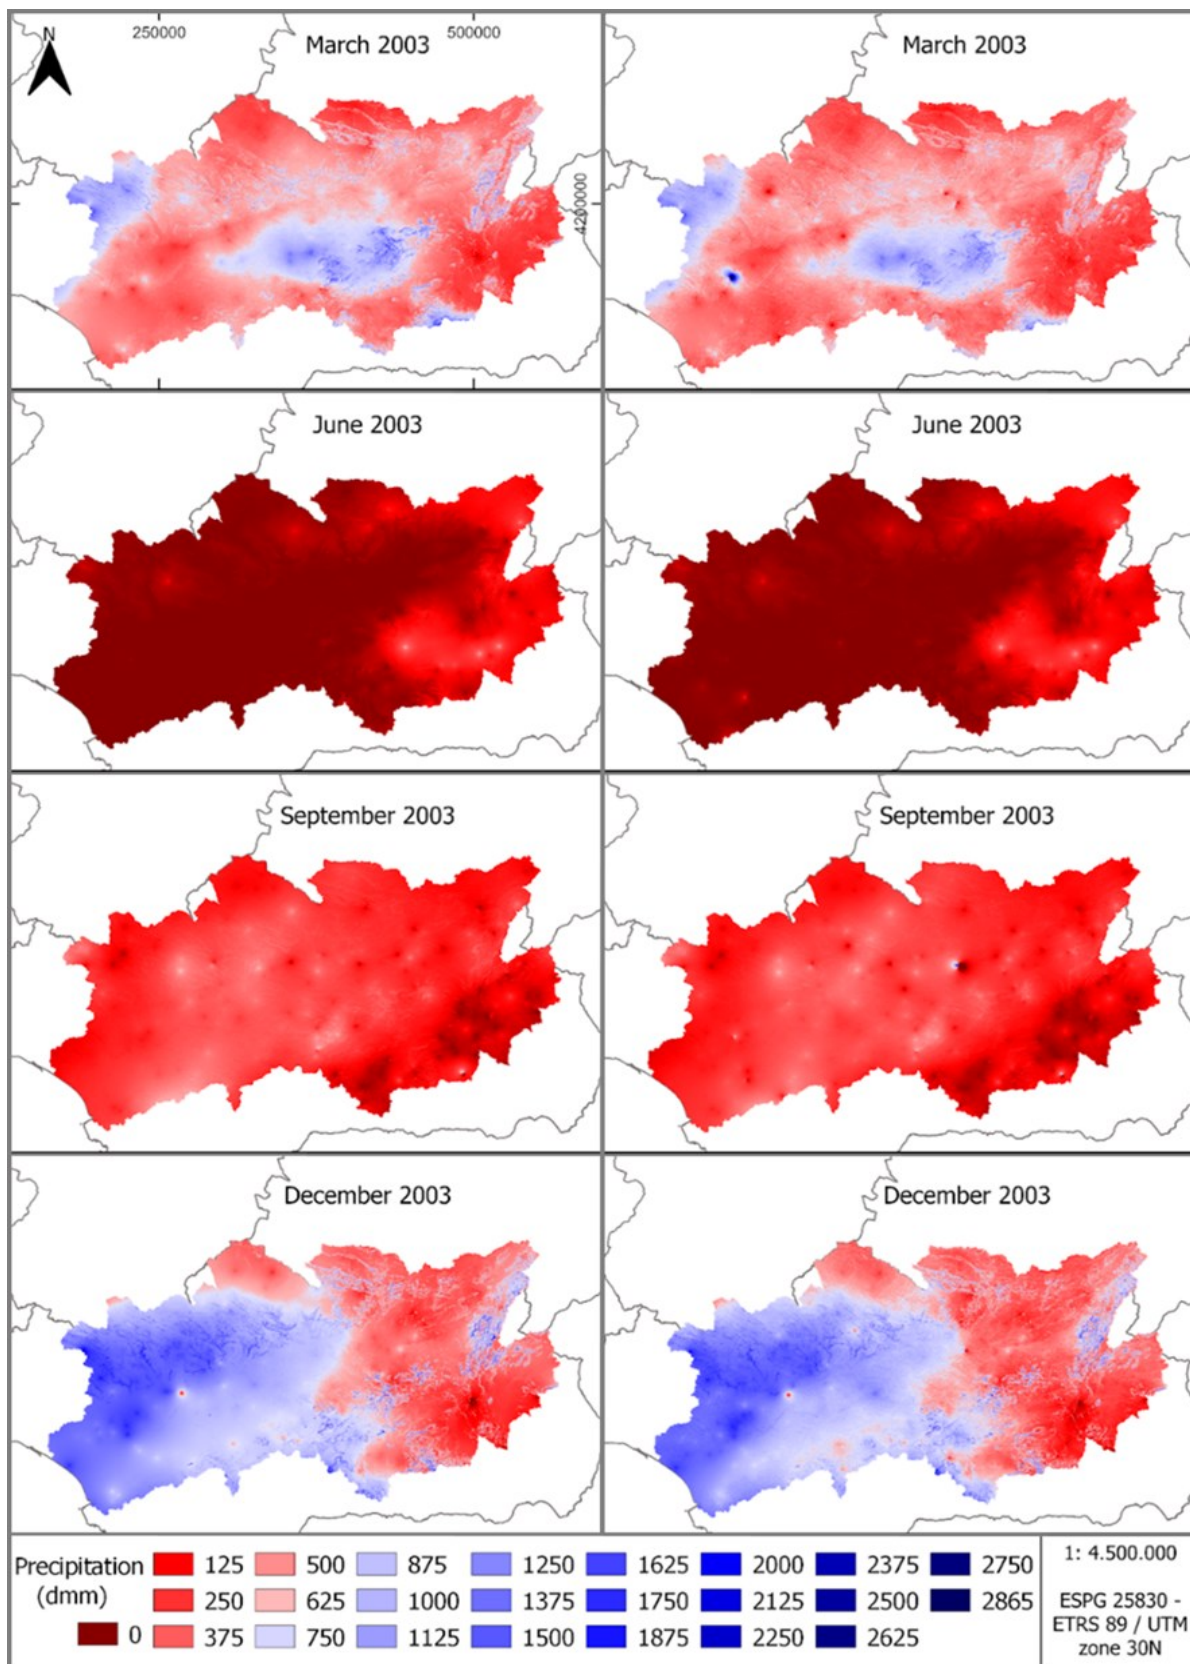 N
250000
500000
March 2003
March 2003
4200000
June 2003
June 2003
September 2003
September 2003
December 2003
December 2003
Precipitation
(dmm)
0
125
250
375
500
625
750
875
1000
1125
1250
1375
1500
1625
1750
1875
2000
2125
2250
2375
2500
2625
2750
2865
1: 4.500.000
ESPG 25830 -
ETRS 89 / UTM
zone 30N